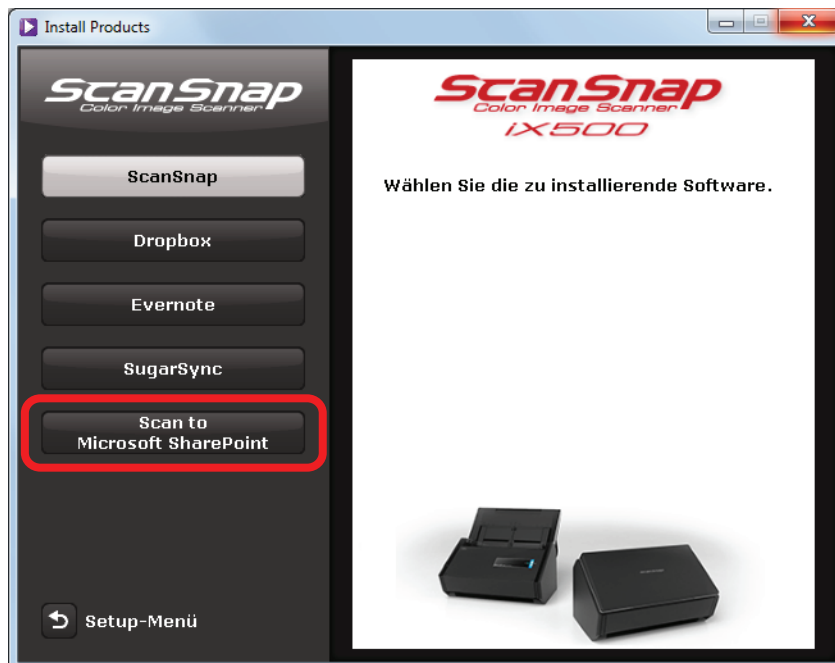 Install Products
ScanSnap
Color Image Scanner
ScanSnap
Dropbox
Evernote
SugarSync
Scan to
Microsoft SharePoint
Setup-Menü
ScanSnap
Color Image Scanner
iX500
Wählen Sie die zu installierende Software.